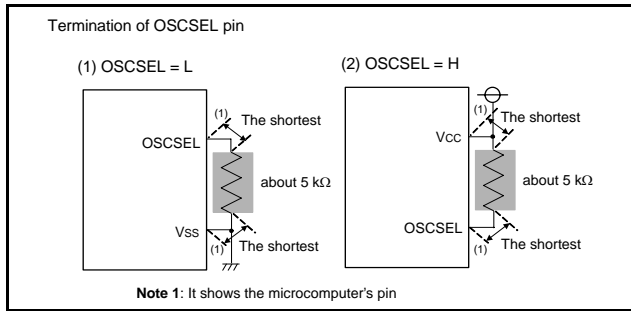 Termination of OSCSEL pin
(1) OSCSEL = L
(1)
The shortest
OSCSEL
about 5 kΩ
VSS
(1)
The shortest
(2) OSCSEL = H
(1)
The shortest
VCC
about 5 kΩ
OSCSEL
(1)
The shortest
Note 1: It shows the microcomputer's pin